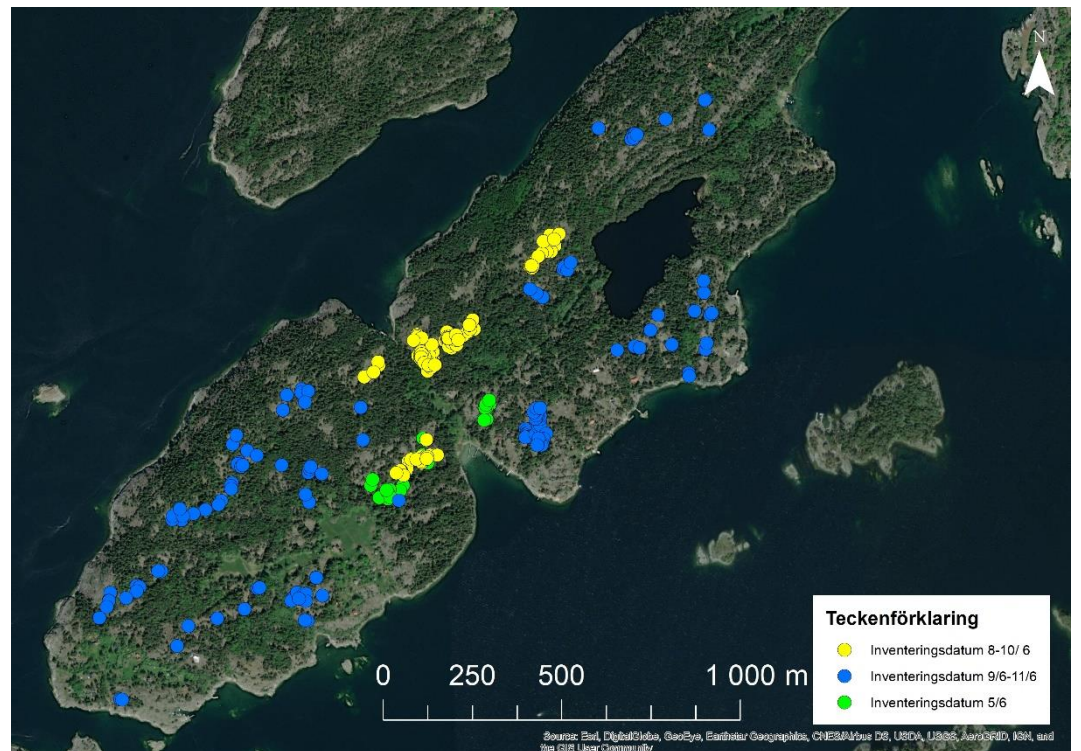 N
Teckenförklaring
Inventeringsdatum 8-10/ 6
Inventeringsdatum 9/6-11/6
Inventeringsdatum 5/6
0 250 500 1 000 m
Source: Esri, DigitalGlobe, GeoEye, Earthstar Geographics, CNES/Airbus DS, USDA, USGS, AeroGRID, IGN, and
the GIS User Community